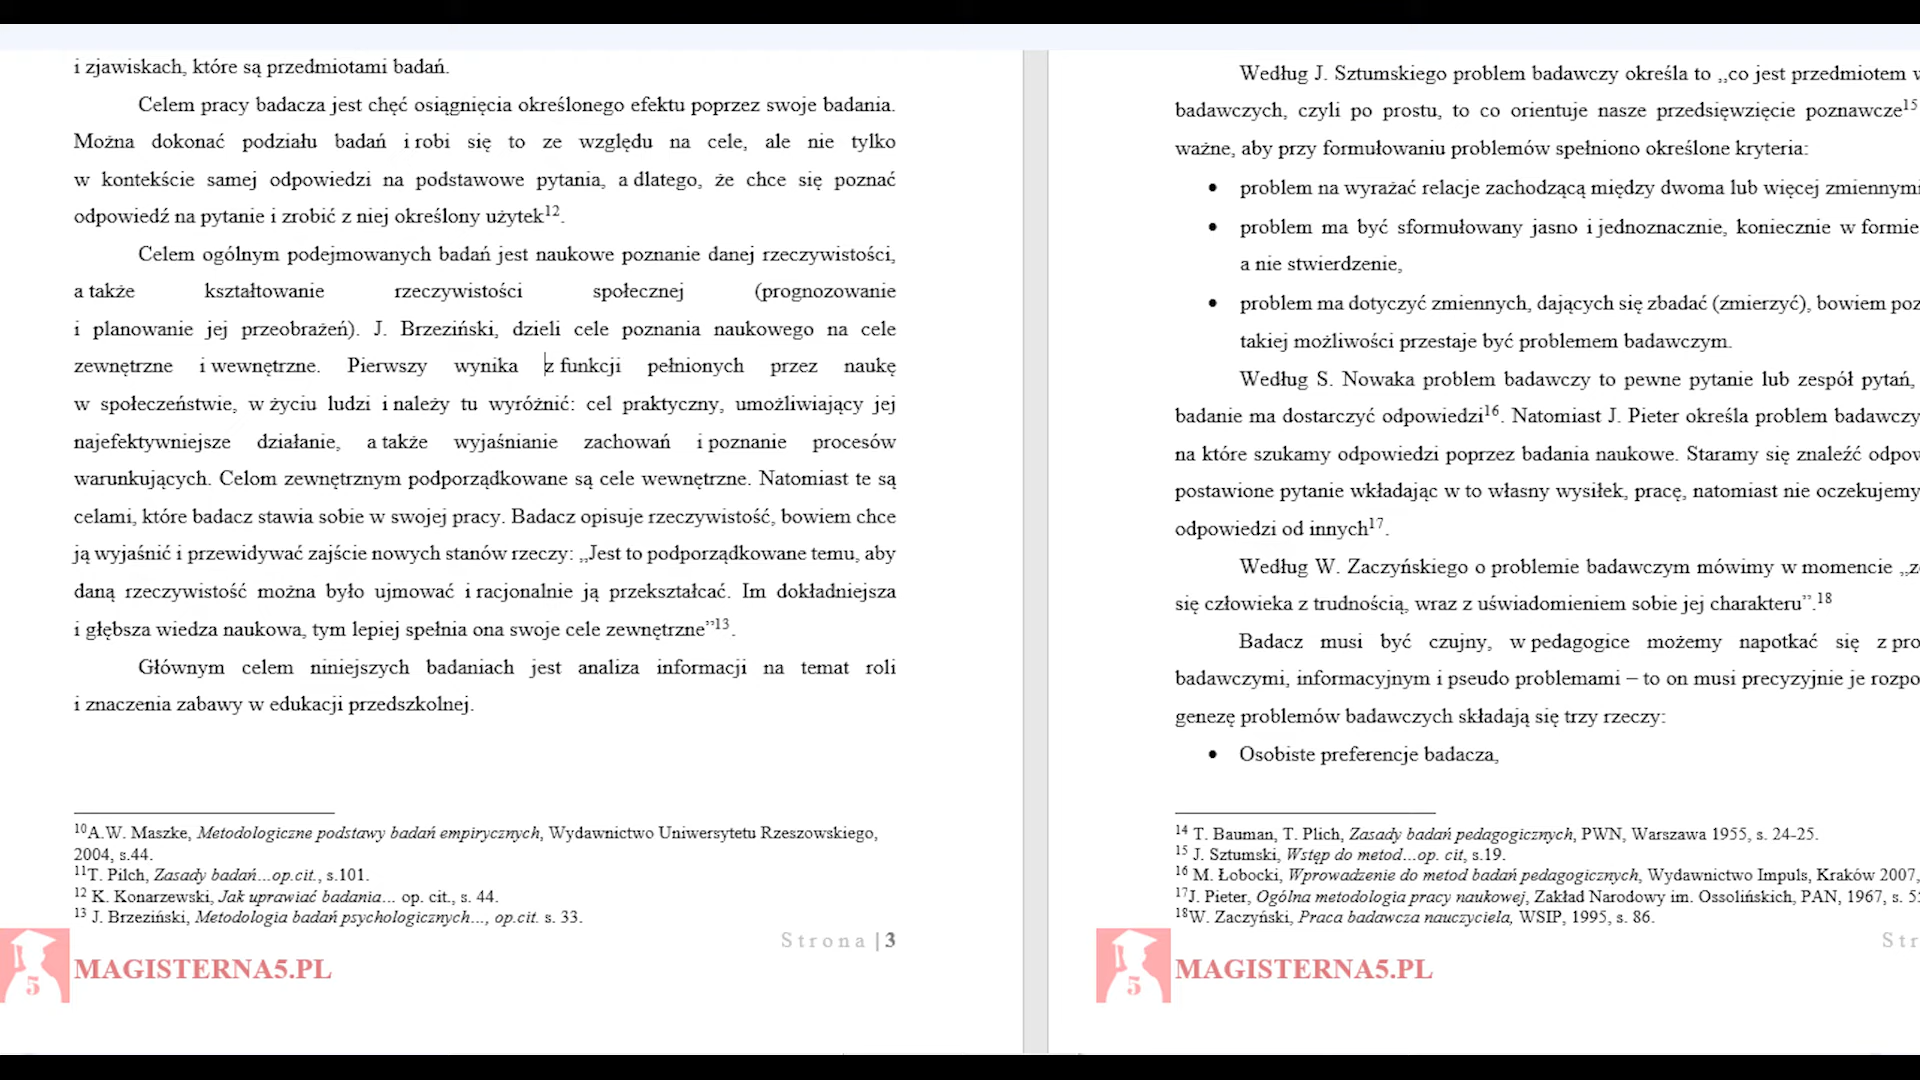 i zjawiskach, które są przedmiotami badań.
Celem pracy badacza jest chęć osiągnięcia określonego efektu poprzez swoje badania.
Można dokonać podziału badań i robi się to ze względu na cele, ale nie tylko
w kontekście samej odpowiedzi na podstawowe pytania, a dlatego, że chce się poznać
odpowiedź na pytanie i zrobić z niej określony użytek12.
Celem ogólnym podejmowanych badań jest naukowe poznanie danej rzeczywistości,
a także kształtowanie rzeczywistości społecznej (prognozowanie
i planowanie jej przeobrażeń). J. Brzeziński, dzieli cele poznania naukowego na cele
zewnętrzne i wewnętrzne. Pierwszy wynika z funkcji pełnionych przez naukę
w społeczeństwie, w życiu ludzi i należy tu wyróżnić: cel praktyczny, umożliwiający jej
najefektywniejsze działanie, a także wyjaśnianie zachowań i poznanie procesów
warunkujących. Celom zewnętrznym podporządkowane są cele wewnętrzne. Natomiast te są
celami, które badacz stawia sobie w swojej pracy. Badacz opisuje rzeczywistość, bowiem chce
ją wyjaśnić i przewidywać zajście nowych stanów rzeczy: „Jest to podporządkowane temu, aby
daną rzeczywistość można było ujmować i racjonalnie ją przekształcać. Im dokładniejsza
i głębsza wiedza naukowa, tym lepiej spełnia ona swoje cele zewnętrzne”13.
Głównym celem niniejszych badaniach jest analiza informacji na temat roli
i znaczenia zabawy w edukacji przedszkolnej.
10A.W. Maszke, Metodologiczne podstawy badań empirycznych, Wydawnictwo Uniwersytetu Rzeszowskiego,
2004, s.44.
11T. Pilch, Zasady badań…op.cit., s.101.
12 K. Konarzewski, Jak uprawiać badania… op. cit., s. 44.
13 J. Brzeziński, Metodologia badań psychologicznych…, op.cit. s. 33.
Strona | 3
5
MAGISTERNA5.PL
Według J. Sztumskiego problem badawczy określa to „co jest przedmiotem
badawczych, czyli po prostu, to co orientuje nasze przedsięwzięcie poznawcze15
ważne, aby przy formułowaniu problemów spełniono określone kryteria:
• problem na wyrażać relacje zachodzącą między dwoma lub więcej zmiennymi
• problem ma być sformułowany jasno i jednoznacznie, koniecznie w formie
a nie stwierdzenie,
• problem ma dotyczyć zmiennych, dających się zbadać (zmierzyć), bowiem poz
takiej możliwości przestaje być problemem badawczym.
Według S. Nowaka problem badawczy to pewne pytanie lub zespół pytań,
badanie ma dostarczyć odpowiedzi16. Natomiast J. Pieter określa problem badawczy
na które szukamy odpowiedzi poprzez badania naukowe. Staramy się znaleźć odpow
postawione pytanie wkładając w to własny wysiłek, pracę, natomiast nie oczekujemy
odpowiedzi od innych17.
Według W. Zaczyńskiego o problemie badawczym mówimy w momencie „z
się człowieka z trudnością, wraz z uświadomieniem sobie jej charakteru”.18
Badacz musi być czujny, w pedagogice możemy napotkać się z pro
badawczymi, informacyjnym i pseudo problemami – to on musi precyzyjnie je rozpo
genezę problemów badawczych składają się trzy rzeczy:
• Osobiste preferencje badacza,
14 T. Bauman, T. Plich, Zasady badań pedagogicznych, PWN, Warszawa 1955, s. 24-25.
15 J. Sztumski, Wstęp do metod…op. cit, s.19.
16 M. Łobocki, Wprowadzenie do metod badań pedagogicznych, Wydawnictwo Impuls, Kraków 2007,
17J. Pieter, Ogólna metodologia pracy naukowej, Zakład Narodowy im. Ossolińskich, PAN, 1967, s. 5
18W. Zaczyński, Praca badawcza nauczyciela, WSIP, 1995, s. 86.
Str
5
MAGISTERNA5.PL